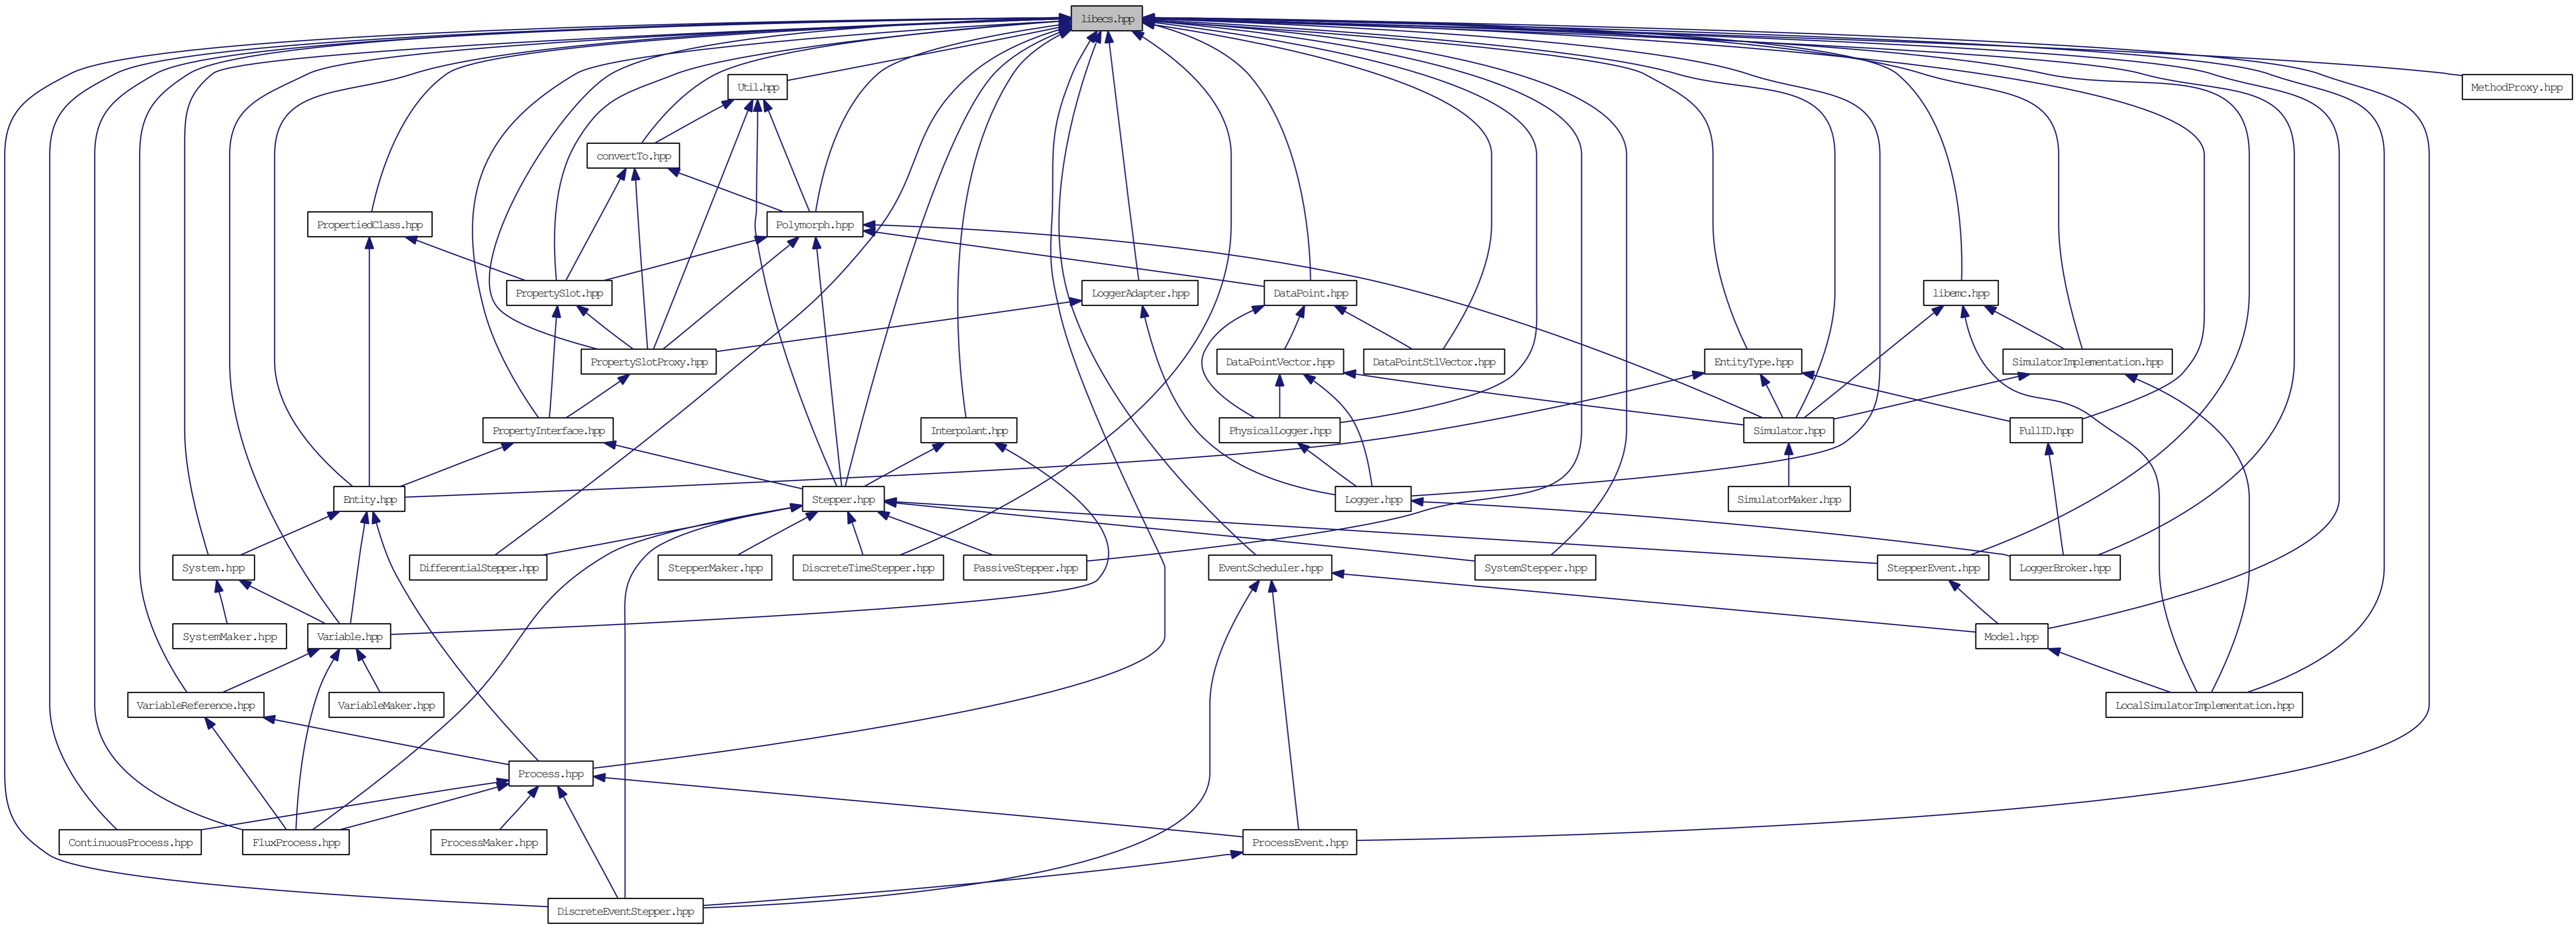 libecs.hpp
Util.hpp
MethodProxy.hpp
convertTo.hpp
PropertiedClass.hpp
Polymorph.hpp
PropertySlot.hpp
LoggerAdapter.hpp
DataPoint.hpp
libemc.hpp
PropertySlotProxy.hpp
DataPointVector.hpp
DataPointStlVector.hpp
EntityType.hpp
SimulatorImplementation.hpp
PropertyInterface.hpp
Interpolant.hpp
PhysicalLogger.hpp
Simulator.hpp
FullID.hpp
Entity.hpp
Stepper.hpp
Logger.hpp
SimulatorMaker.hpp
System.hpp
DifferentialStepper.hpp
StepperMaker.hpp
DiscreteTimeStepper.hpp
PassiveStepper.hpp
EventScheduler.hpp
SystemStepper.hpp
StepperEvent.hpp
LoggerBroker.hpp
SystemMaker.hpp
Variable.hpp
Model.hpp
VariableReference.hpp
VariableMaker.hpp
LocalSimulatorImplementation.hpp
Process.hpp
ContinuousProcess.hpp
FluxProcess.hpp
ProcessMaker.hpp
ProcessEvent.hpp
DiscreteEventStepper.hpp